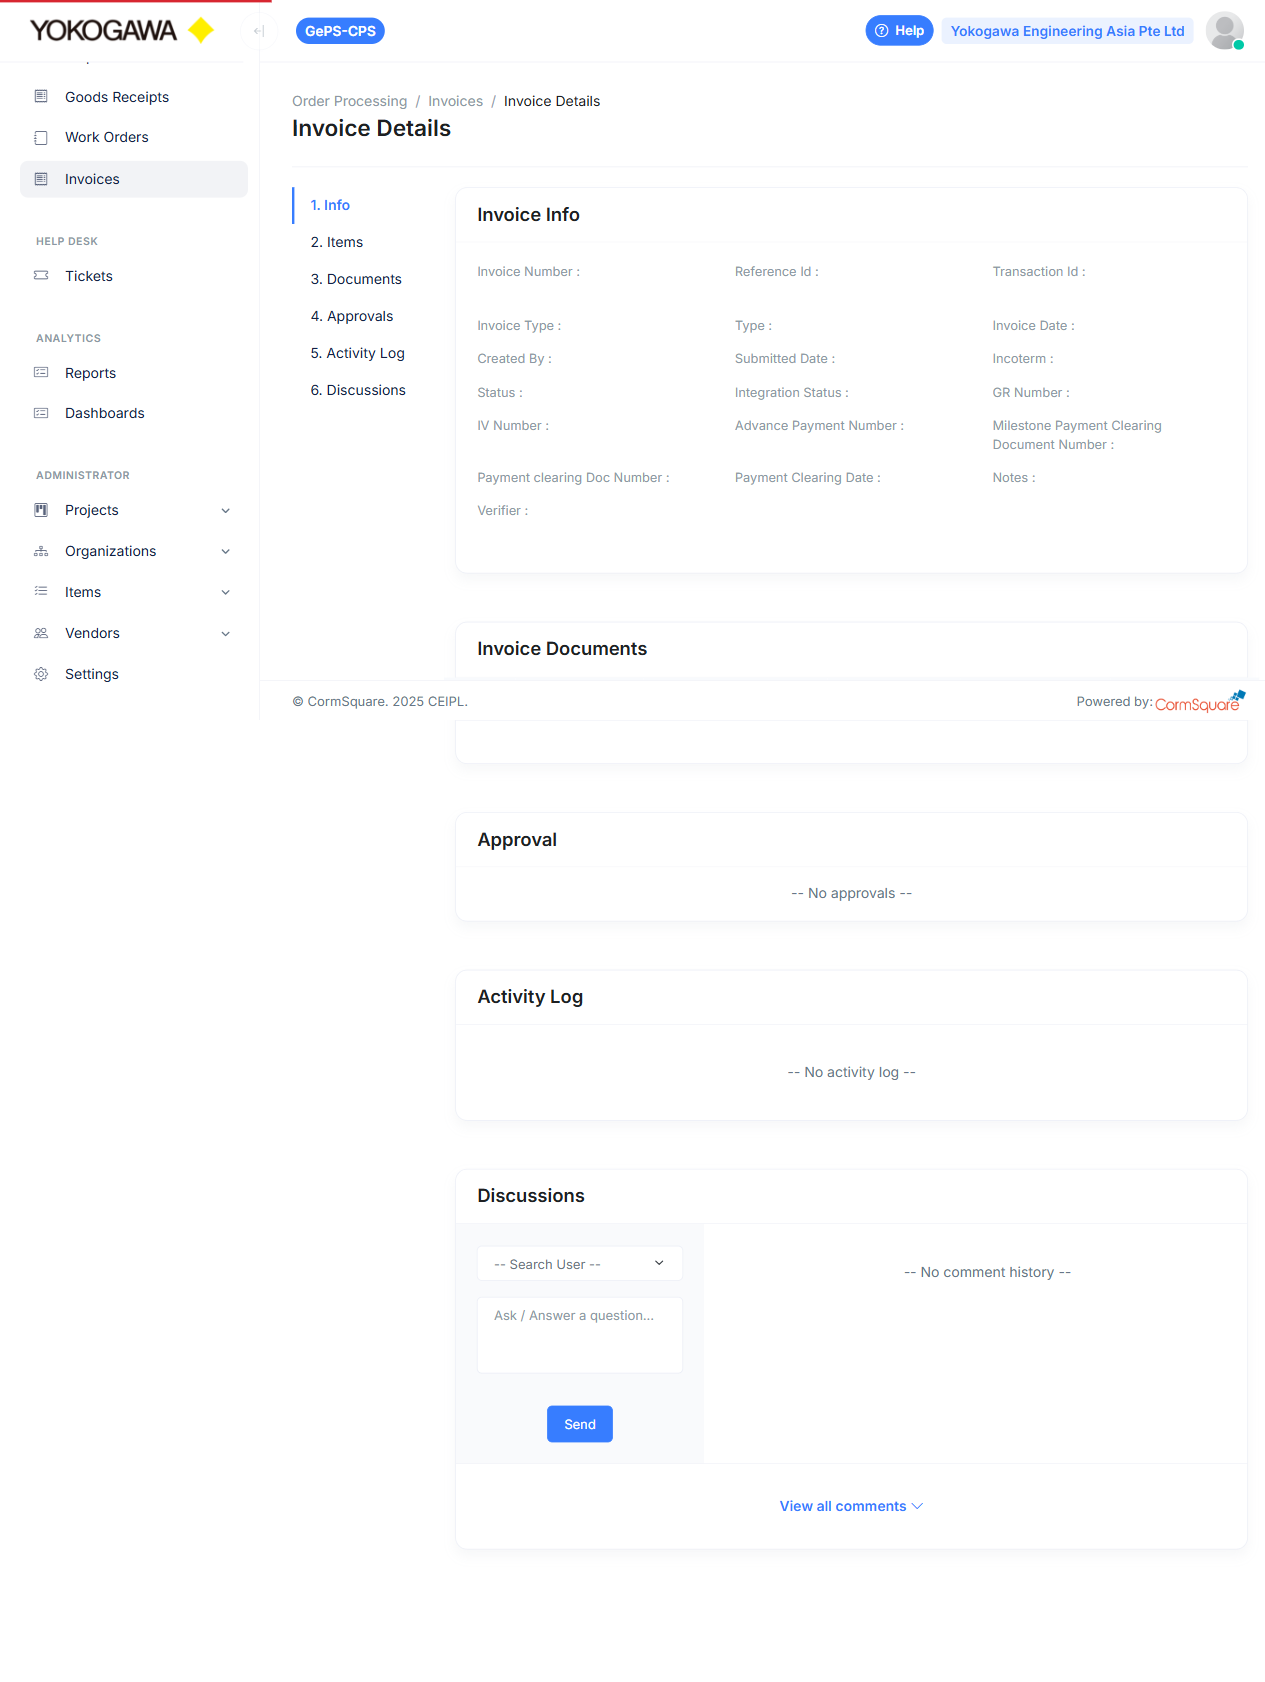 YOKOGAWA
GePS-CPS
Help
Yokogawa Engineering Asia Pte Ltd
Goods Receipts
Work Orders
Invoices
HELP DESK
Tickets
ANALYTICS
Reports
Dashboards
ADMINISTRATOR
Projects
Organizations
Items
Vendors
Settings
Order Processing / Invoices / Invoice Details
Invoice Details
1. Info
2. Items
3. Documents
4. Approvals
5. Activity Log
6. Discussions
Invoice Info
Invoice Number :
Reference Id :
Transaction Id :
Invoice Type :
Type :
Invoice Date :
Created By :
Submitted Date :
Incoterm :
Status :
Integration Status :
GR Number :
IV Number :
Advance Payment Number :
Milestone Payment Clearing
Document Number :
Payment clearing Doc Number :
Payment Clearing Date :
Notes :
Verifier :
Invoice Documents
© CormSquare. 2025 CEIPL.
Powered by: CormSquare
Approval
-- No approvals --
Activity Log
-- No activity log --
Discussions
-- Search User --
Ask / Answer a question...
Send
-- No comment history --
View all comments